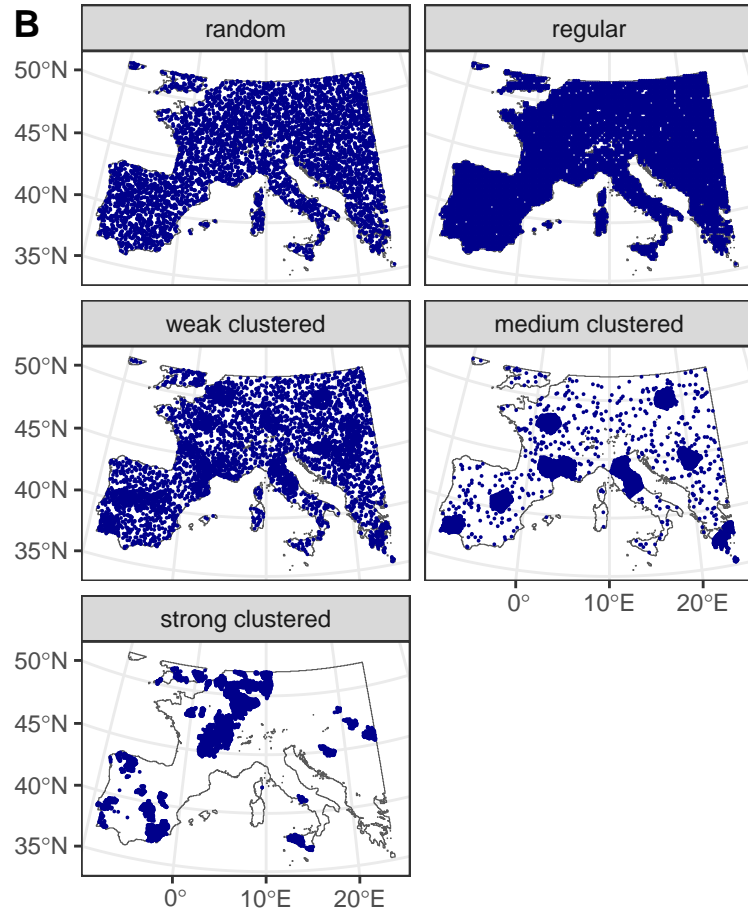 B
random
regular
50°N
45°N
40°N
35°N
weak clustered
medium clustered
50°N
45°N
40°N
35°N
0° 10°E 20°E
strong clustered
50°N
45°N
40°N
35°N
0° 10°E 20°E